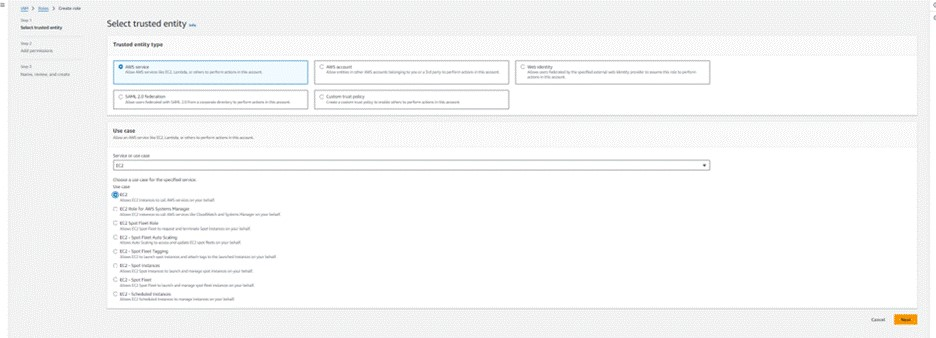 IAM > Roles > Create role
Step 1
Select trusted entity
Step 2
Add permissions
Step 3
Name, review, and create
Select trusted entity Info
Trusted entity type
AWS service
Allow AWS services like EC2, Lambda, or others to perform actions in this account.
AWS account
Allow entities in other AWS accounts belonging to you or a 3rd party to perform actions in this account.
Web identity
Allows users federated by the specified external web identity provider to assume this role to perform actions in this account.
SAML 2.0 federation
Allow users federated with SAML 2.0 from a corporate directory to perform actions in this account.
Custom trust policy
Create a custom trust policy to enable others to perform actions in this account.
Use case
Allow an AWS service like EC2, Lambda, or others to perform actions in this account.
Service or use case
EC2
Choose a use case for the specified service.
Use case
EC2
Allows EC2 instances to call AWS services on your behalf.
EC2 Role for AWS Systems Manager
Allows EC2 instances to call AWS services like CloudWatch and Systems Manager on your behalf.
EC2 Spot Fleet Role
Allows EC2 Spot Fleet to request and terminate Spot Instances on your behalf.
EC2 - Spot Fleet Auto Scaling
Allows Auto Scaling to access and update EC2 spot fleets on your behalf.
EC2 - Spot Fleet Tagging
Allows EC2 to launch spot instances and attach tags to the launched instances on your behalf.
EC2 - Spot Instances
Allows EC2 Spot Instances to launch and manage spot instances on your behalf.
EC2 - Spot Fleet
Allows EC2 Spot Fleet to launch and manage spot fleet instances on your behalf.
EC2 - Scheduled Instances
Allows EC2 Scheduled Instances to manage instances on your behalf.
Cancel
Next